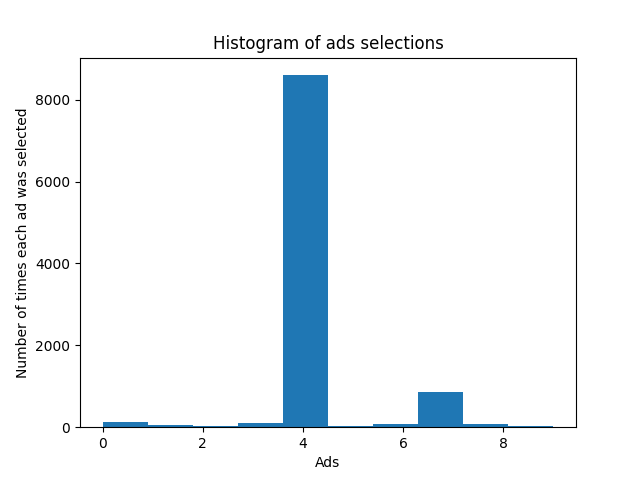 Histogram of ads selections
Number of times each ad was selected
8000
6000
4000
2000
0
0 2 4 6 8
Ads